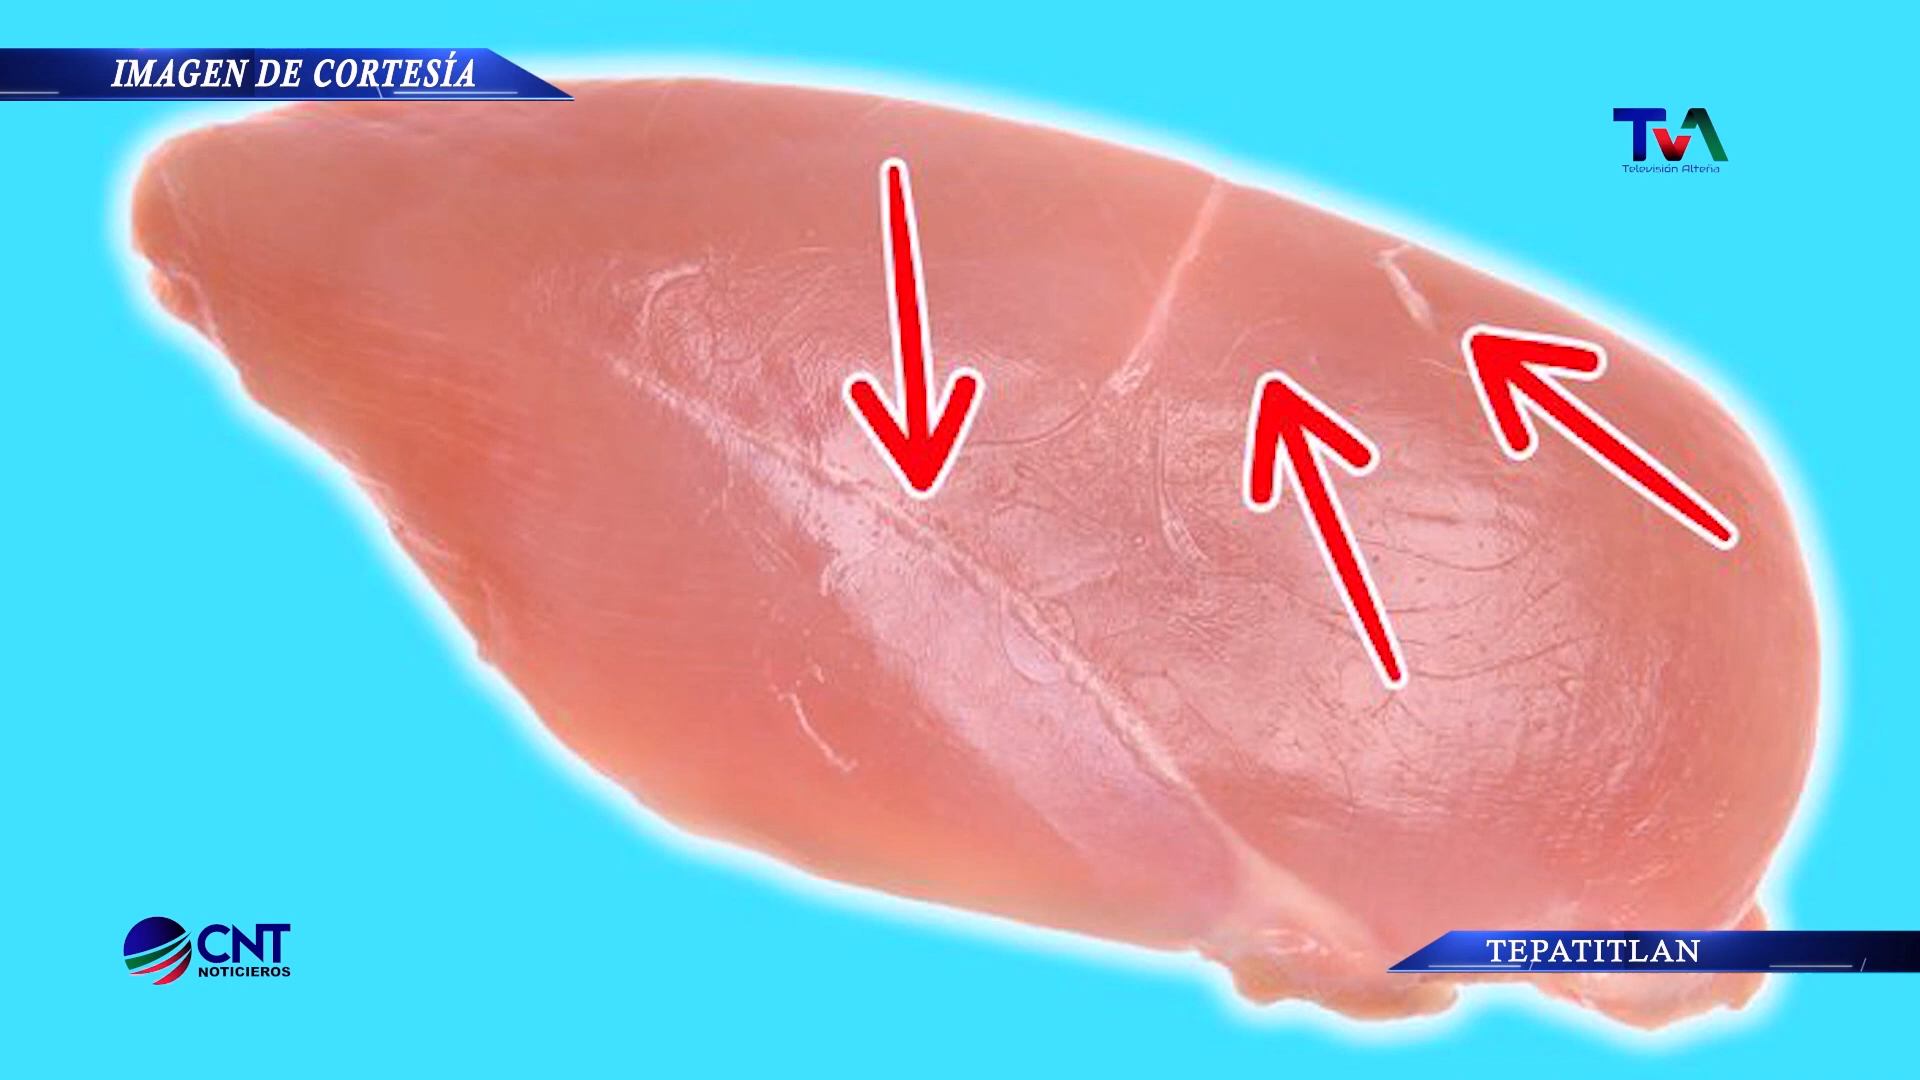 IMAGEN DE CORTESÍA
TvA
Televisión Alteña
CNT
NOTICIEROS
TEPATITLAN